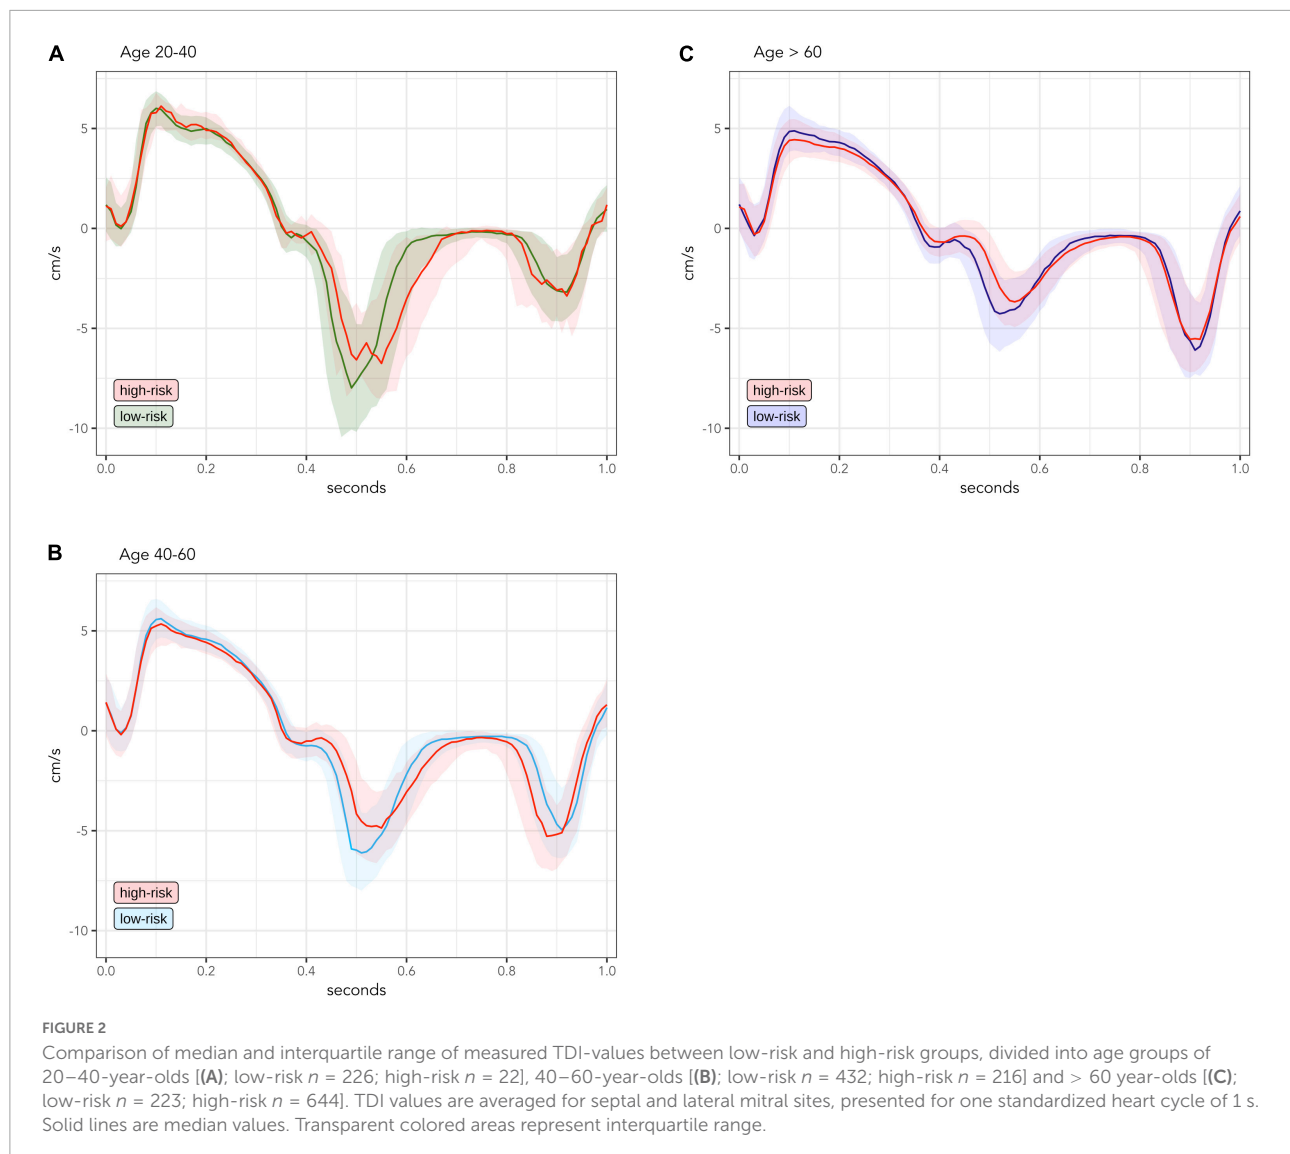 A Age 20-40
5
0
-5
-10
cm/s
high-risk
low-risk
0.0 0.2 0.4 0.6 0.8 1.0
seconds
C Age > 60
5
0
-5
-10
cm/s
high-risk
low-risk
0.0 0.2 0.4 0.6 0.8 1.0
seconds
B Age 40-60
5
0
-5
-10
cm/s
high-risk
low-risk
0.0 0.2 0.4 0.6 0.8 1.0
seconds
FIGURE 2
Comparison of median and interquartile range of measured TDI-values between low-risk and high-risk groups, divided into age groups of
20–40-year-olds [(A); low-risk n = 226; high-risk n = 22], 40–60-year-olds [(B); low-risk n = 432; high-risk n = 216] and > 60 year-olds [(C);
low-risk n = 223; high-risk n = 644]. TDI values are averaged for septal and lateral mitral sites, presented for one standardized heart cycle of 1 s.
Solid lines are median values. Transparent colored areas represent interquartile range.